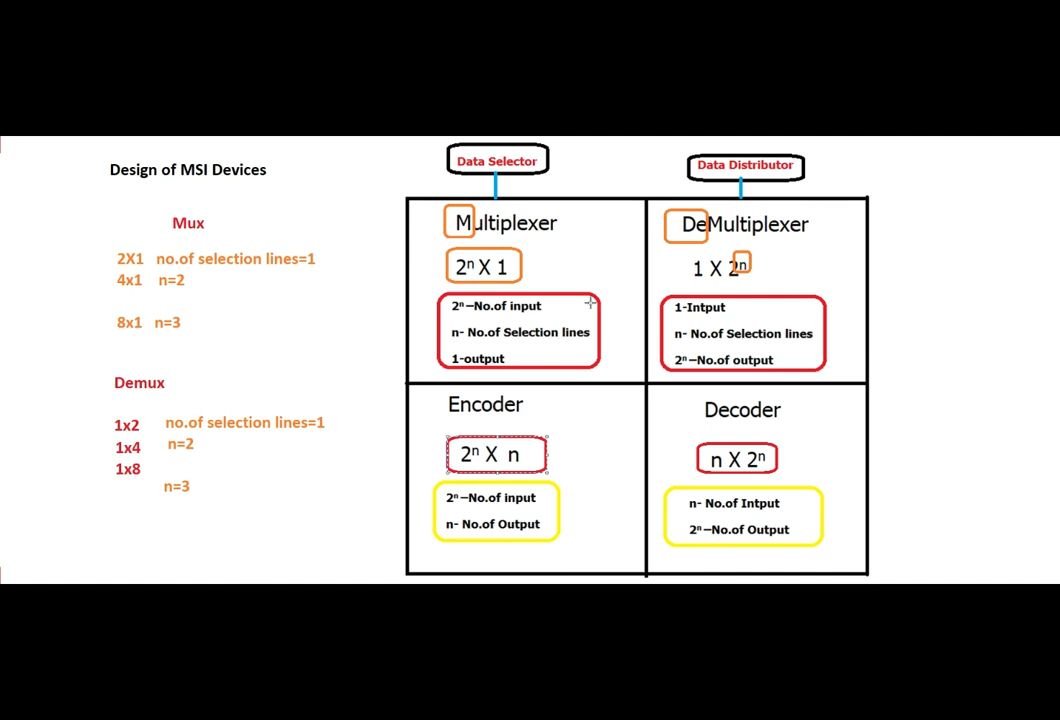 Design of MSI Devices
Mux
2X1 no.of selection lines=1
4x1 n=2
8x1 n=3
Demux
1x2 no.of selection lines=1
1x4 n=2
1x8
n=3
Data Selector
Multiplexer
2ⁿ X 1
2ⁿ—No.of input
n- No.of Selection lines
1-output
Data Distributor
DeMultiplexer
1 X 2ⁿ
1-Intput
n- No.of Selection lines
2ⁿ—No.of output
Encoder
2ⁿ X n
2ⁿ—No.of input
n- No.of Output
Decoder
n X 2ⁿ
n- No.of Intput
2ⁿ—No.of Output